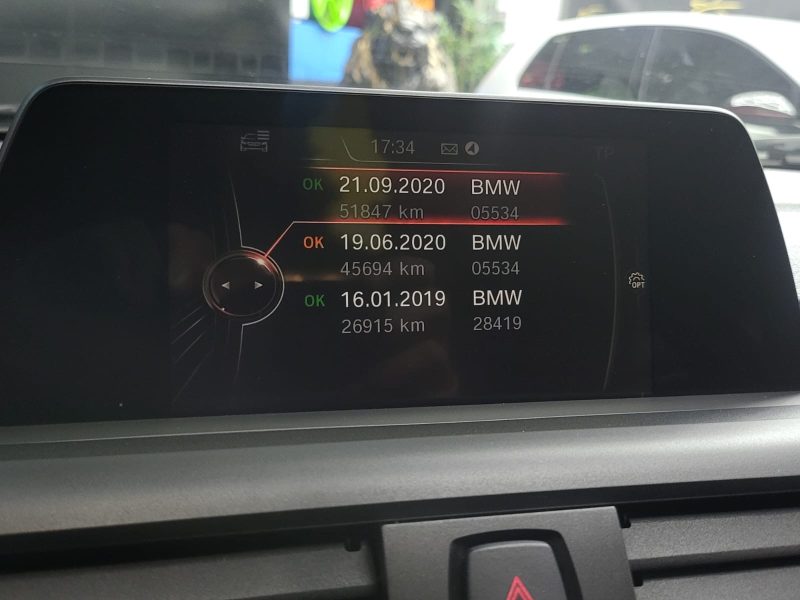 17:34 TP
OK 21.09.2020 BMW
51847 km 05534
OK 19.06.2020 BMW
45694 km 05534
OPT
OK 16.01.2019 BMW
26915 km 28419